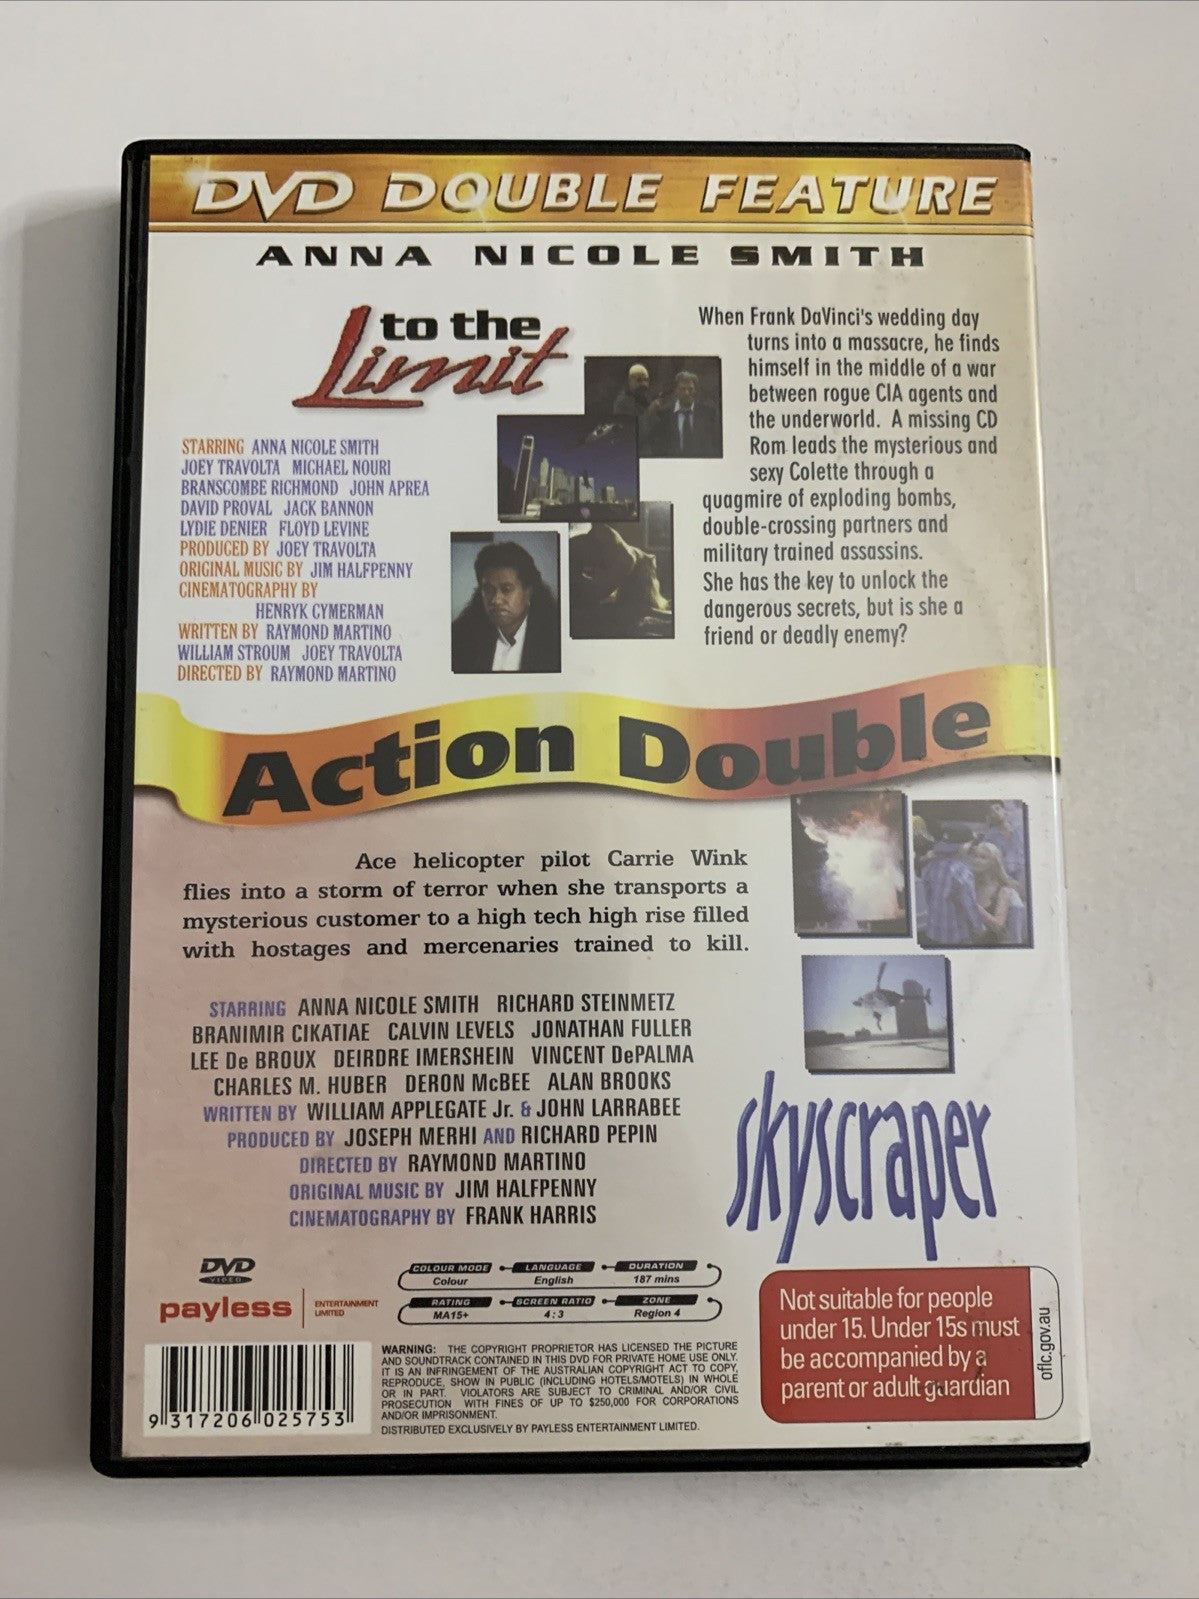 DVD DOUBLE FEATURE
ANNA NICOLE SMITH
to the
Limit
STARRING ANNA NICOLE SMITH
JOEY TRAVOLTA MICHAEL NOURI
BRANSCOMBE RICHMOND JOHN APREA
DAVID PROVAL JACK BANNON
LYDIE DENIER FLOYD LEVINE
PRODUCED BY JOEY TRAVOLTA
ORIGINAL MUSIC BY JIM HALFPENNY
CINEMATOGRAPHY BY
HENRYK CYMERMAN
WRITTEN BY RAYMOND MARTINO
WILLIAM STROUM JOEY TRAVOLTA
DIRECTED BY RAYMOND MARTINO
When Frank DaVinci's wedding day
turns into a massacre, he finds
himself in the middle of a war
between rogue CIA agents and
the underworld. A missing CD
Rom leads the mysterious and
sexy Colette through a
quagmire of exploding bombs,
double-crossing partners and
military trained assassins.
She has the key to unlock the
dangerous secrets, but is she a
friend or deadly enemy?
Action Double
Ace helicopter pilot Carrie Wink
flies into a storm of terror when she transports a
mysterious customer to a high tech high rise filled
with hostages and mercenaries trained to kill.
STARRING ANNA NICOLE SMITH RICHARD STEINMETZ
BRANIMIR CIKATIAE CALVIN LEVELS JONATHAN FULLER
LEE De BROUX DEIRDRE IMERSHEIN VINCENT DePALMA
CHARLES M. HUBER DERON McBEE ALAN BROOKS
WRITTEN BY WILLIAM APPLEGATE Jr. & JOHN LARRABEE
PRODUCED BY JOSEPH MERHI AND RICHARD PEPIN
DIRECTED BY RAYMOND MARTINO
ORIGINAL MUSIC BY JIM HALFPENNY
CINEMATOGRAPHY BY FRANK HARRIS
skyscraper
DVD
VIDEO
payless
ENTERTAINMENT
LIMITED
COLOUR MODE LANGUAGE DURATION
Colour English 187 mins
RATING SCREEN RATIO ZONE
MA15+ 4:3 Region 4
Not suitable for people
under 15. Under 15s must
be accompanied by a
parent or adult guardian
oflc.gov.au
9 317206 025753
WARNING: THE COPYRIGHT PROPRIETOR HAS LICENSED THE PICTURE
AND SOUNDTRACK CONTAINED IN THIS DVD FOR PRIVATE HOME USE ONLY.
IT IS AN INFRINGEMENT OF THE AUSTRALIAN COPYRIGHT ACT TO COPY,
REPRODUCE, SHOW IN PUBLIC (INCLUDING HOTELS/MOTELS) IN WHOLE
OR IN PART. VIOLATORS ARE SUBJECT TO CRIMINAL AND/OR CIVIL
PROSECUTION WITH FINES OF UP TO $250,000 FOR CORPORATIONS
AND/OR IMPRISONMENT.
DISTRIBUTED EXCLUSIVELY BY PAYLESS ENTERTAINMENT LIMITED.